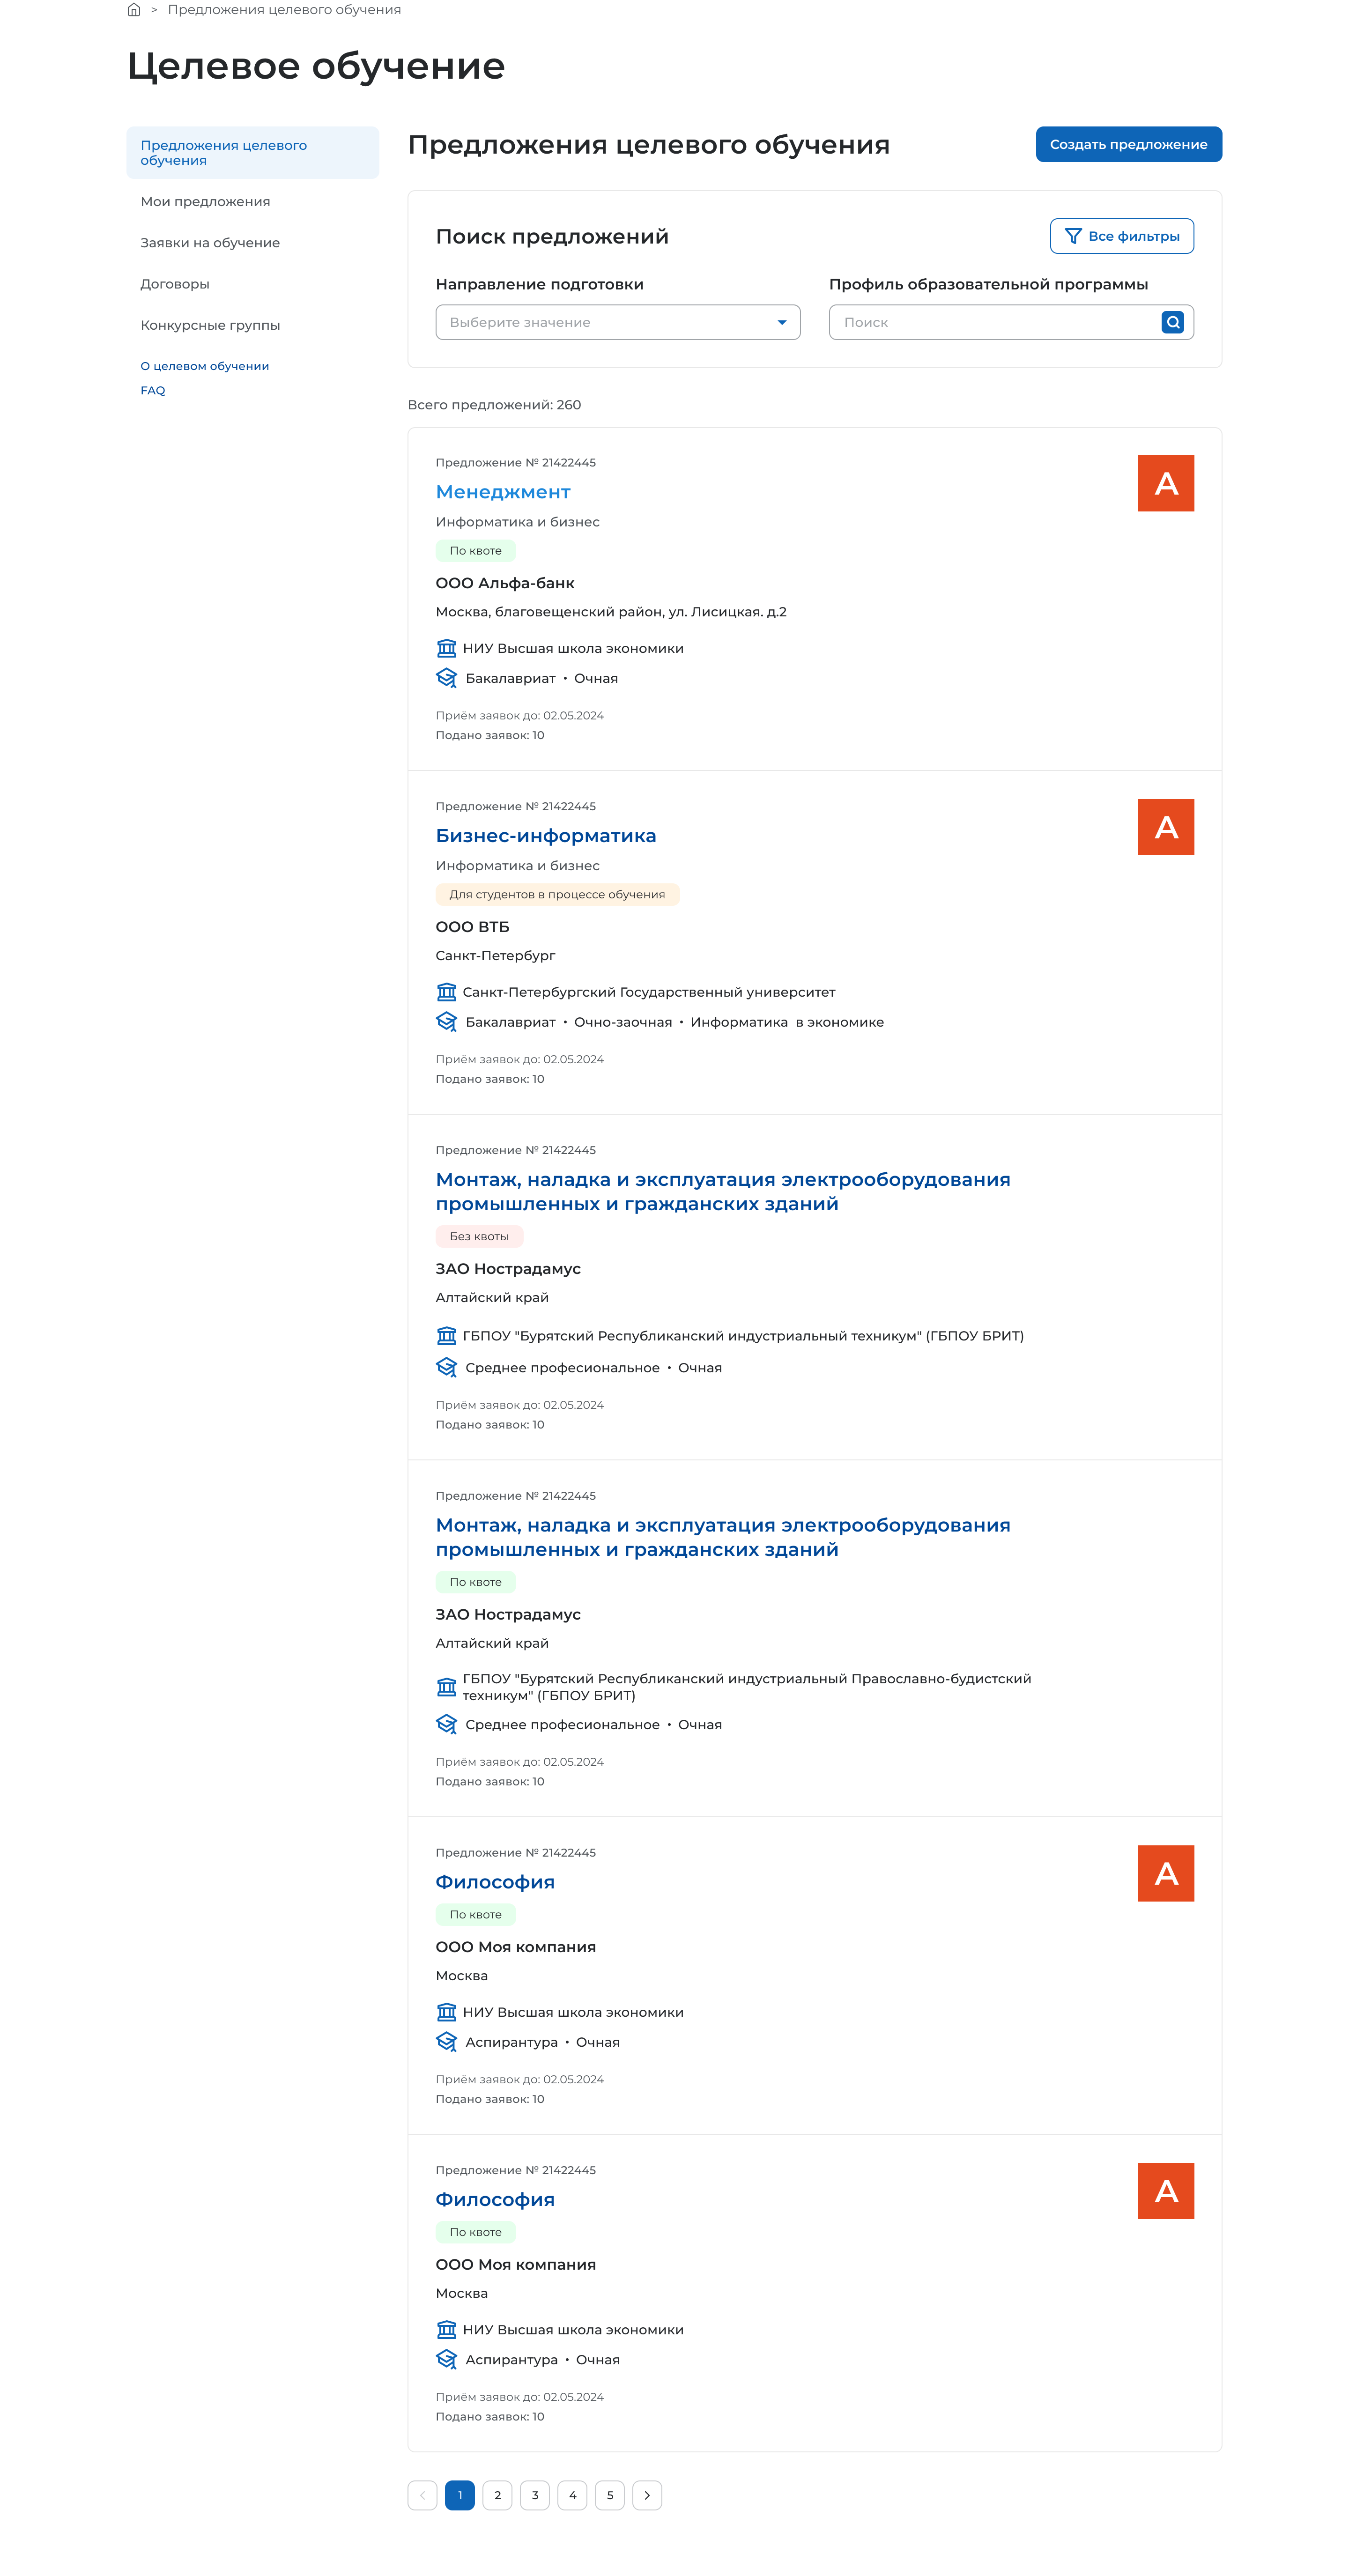 > Предложения целевого обучения
Целевое обучение
Предложения целевого
обучения
Мои предложения
Заявки на обучение
Договоры
Конкурсные группы
О целевом обучении
FAQ
Предложения целевого обучения
Создать предложение
Поиск предложений
Все фильтры
Направление подготовки
Выберите значение
Профиль образовательной программы
Поиск
Всего предложений: 260
Предложение № 21422445
A
Менеджмент
Информатика и бизнес
По квоте
ООО Альфа-банк
Москва, благовещенский район, ул. Лисицкая. д.2
НИУ Высшая школа экономики
Бакалавриат • Очная
Приём заявок до: 02.05.2024
Подано заявок: 10
Предложение № 21422445
A
Бизнес-информатика
Информатика и бизнес
Для студентов в процессе обучения
ООО ВТБ
Санкт-Петербург
Санкт-Петербургский Государственный университет
Бакалавриат • Очно-заочная • Информатика в экономике
Приём заявок до: 02.05.2024
Подано заявок: 10
Предложение № 21422445
Монтаж, наладка и эксплуатация электрооборудования
промышленных и гражданских зданий
Без квоты
ЗАО Нострадамус
Алтайский край
ГБПОУ "Бурятский Республиканский индустриальный техникум" (ГБПОУ БРИТ)
Среднее професиональное • Очная
Приём заявок до: 02.05.2024
Подано заявок: 10
Предложение № 21422445
Монтаж, наладка и эксплуатация электрооборудования
промышленных и гражданских зданий
По квоте
ЗАО Нострадамус
Алтайский край
ГБПОУ "Бурятский Республиканский индустриальный Православно-будистский
техникум" (ГБПОУ БРИТ)
Среднее професиональное • Очная
Приём заявок до: 02.05.2024
Подано заявок: 10
Предложение № 21422445
A
Философия
По квоте
ООО Моя компания
Москва
НИУ Высшая школа экономики
Аспирантура • Очная
Приём заявок до: 02.05.2024
Подано заявок: 10
Предложение № 21422445
A
Философия
По квоте
ООО Моя компания
Москва
НИУ Высшая школа экономики
Аспирантура • Очная
Приём заявок до: 02.05.2024
Подано заявок: 10
1 2 3 4 5